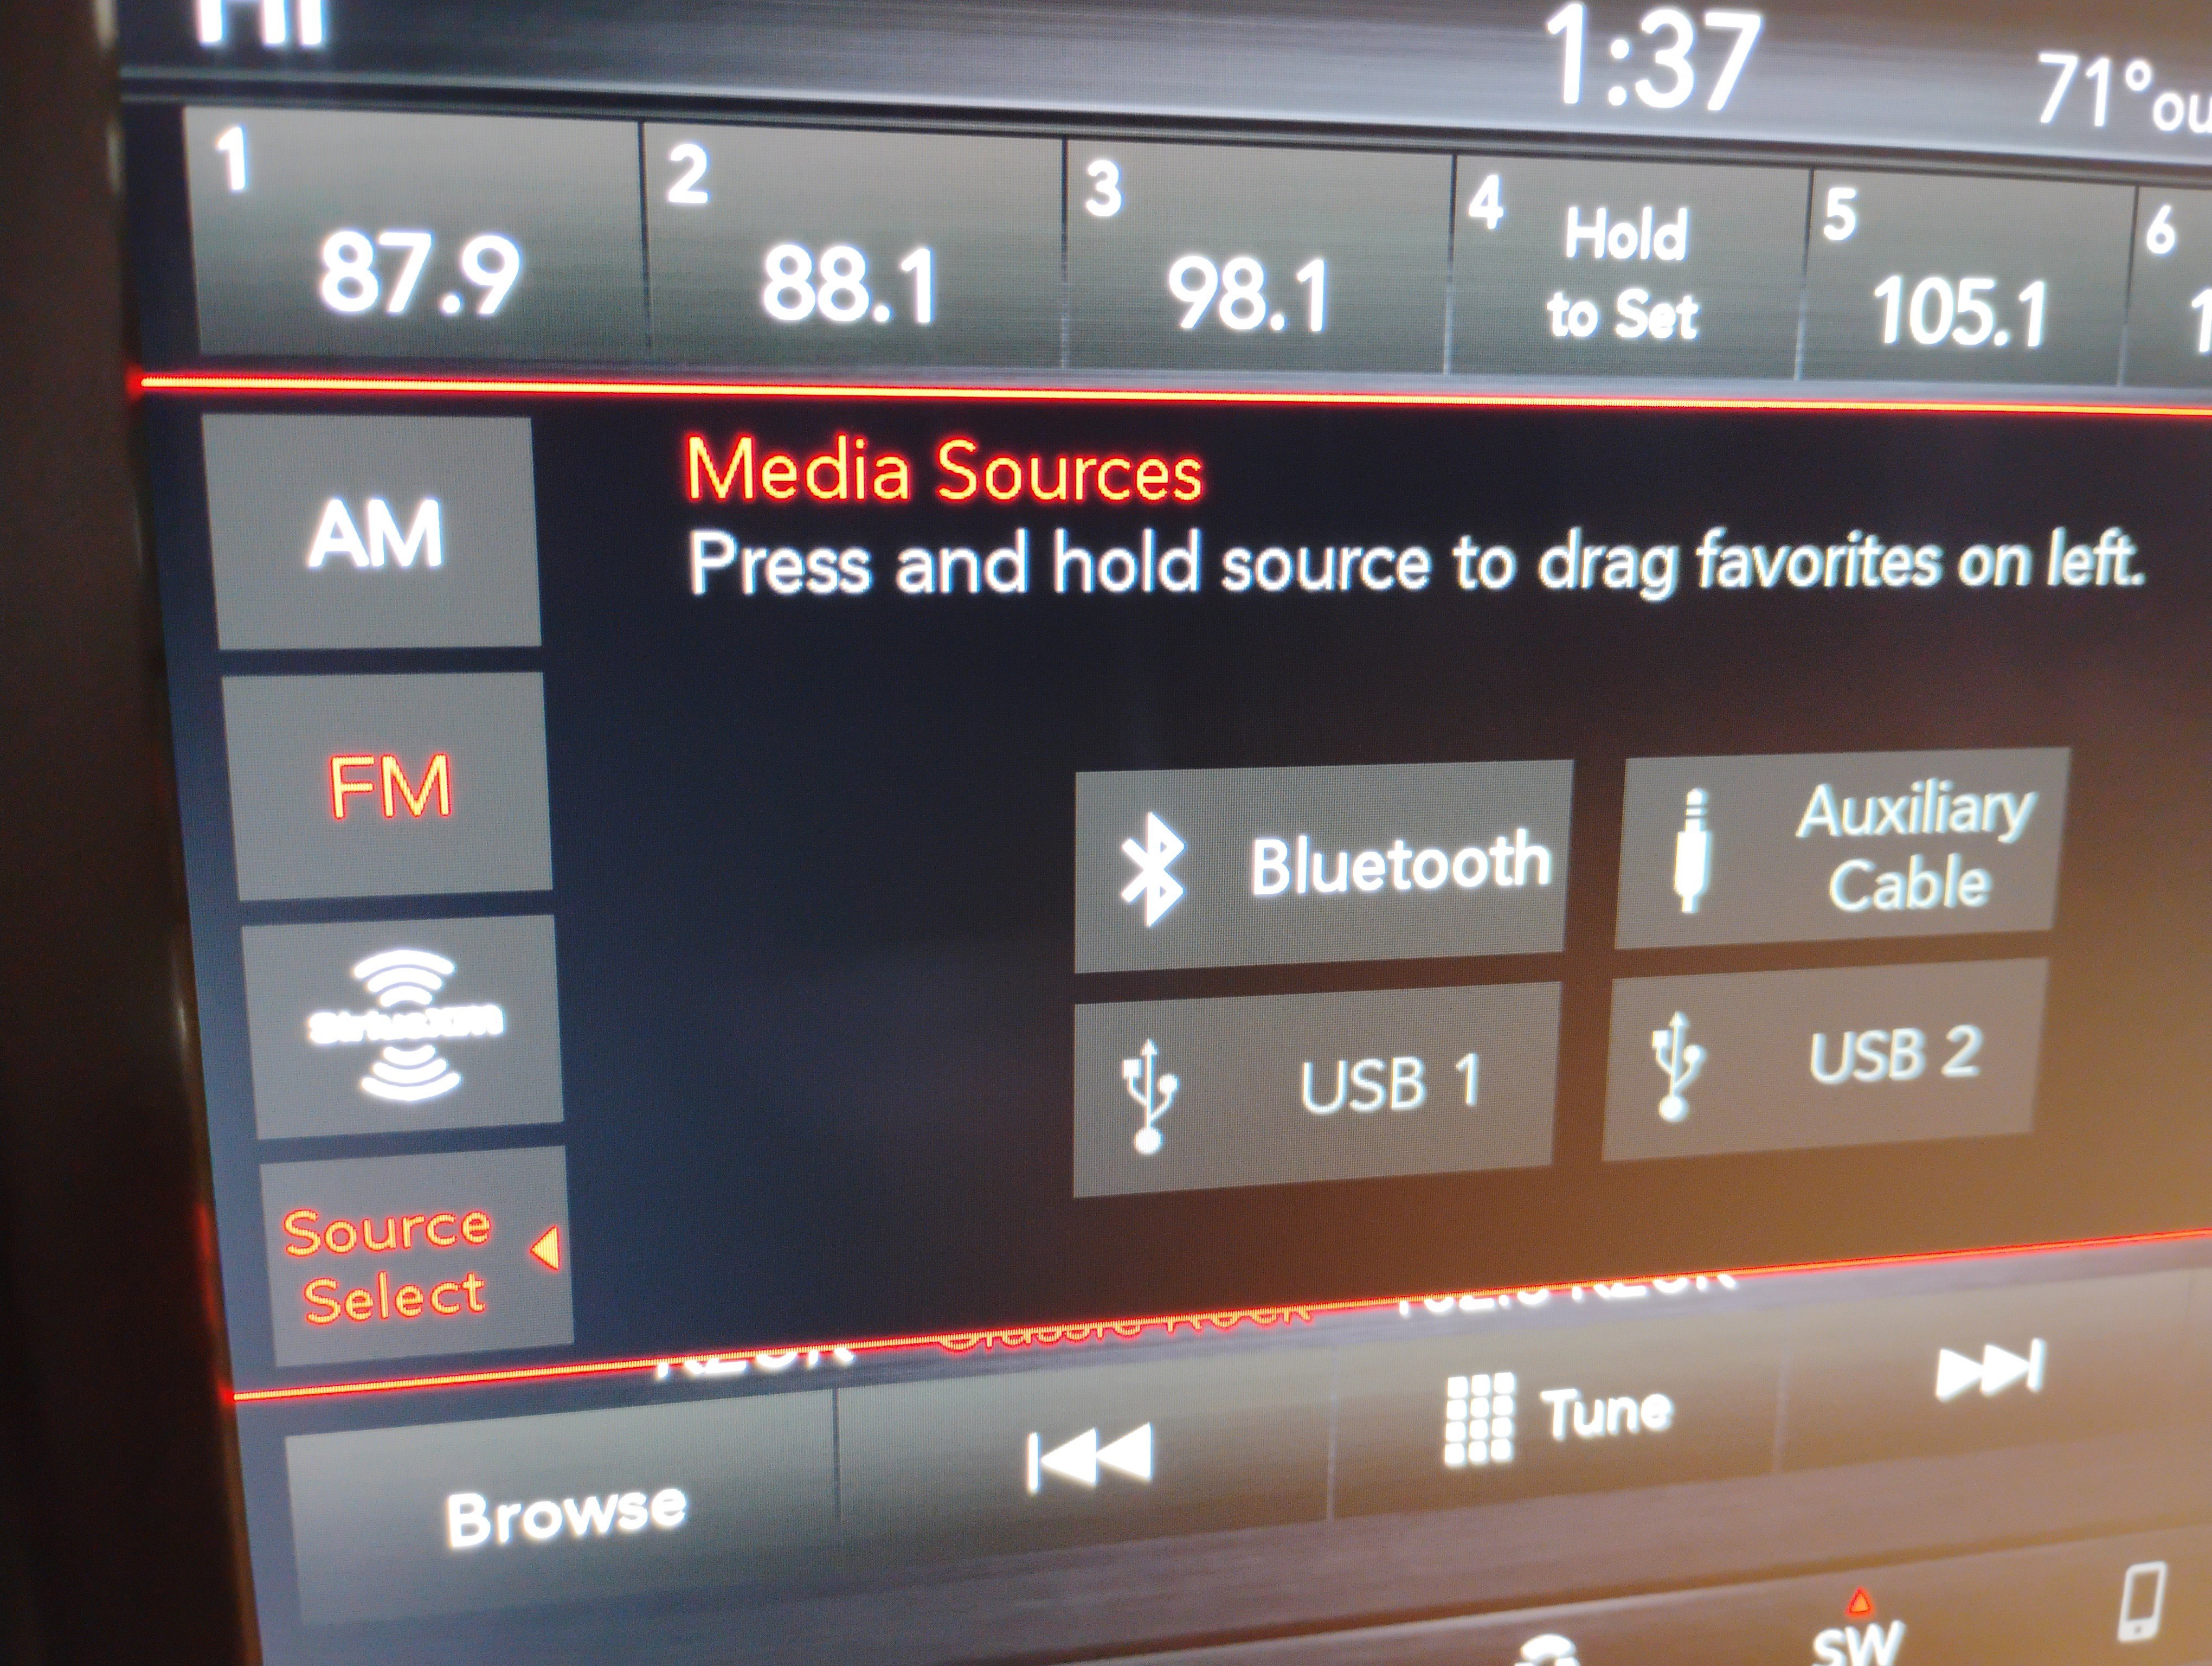 HI
1:37
71°ou
1
87.9
2
88.1
3
98.1
4
Hold
to Set
5
105.1
6
1
AM
FM
SiriusXM
Source
Select
Media Sources
Press and hold source to drag favorites on left.
Bluetooth
Auxiliary
Cable
USB 1
USB 2
Browse
Tune
SW